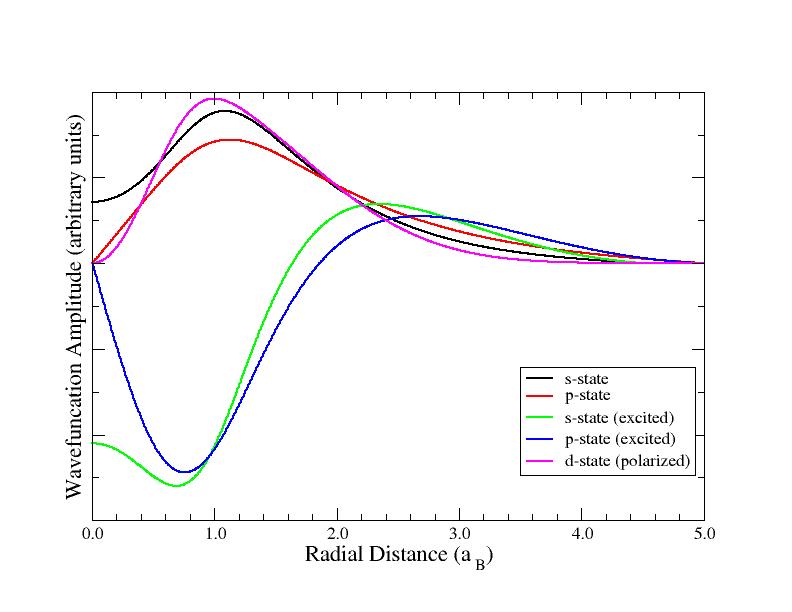 Wavefuncation Amplitude (arbitrary units)
s-state
p-state
s-state (excited)
p-state (excited)
d-state (polarized)
0.0 1.0 2.0 3.0 4.0 5.0
Radial Distance (a B)